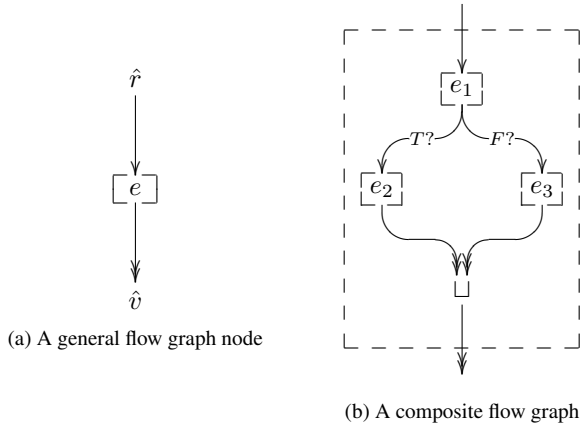 r̂
e
v̂
(a) A general flow graph node
e₁
T? F?
e₂ e₃
⊔
(b) A composite flow graph